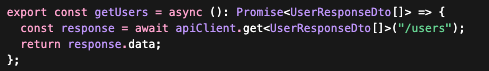 export const getUsers = async (): Promise<UserResponseDto[]> => {
  const response = await apiClient.get<UserResponseDto[]>("/users");
  return response.data;
};